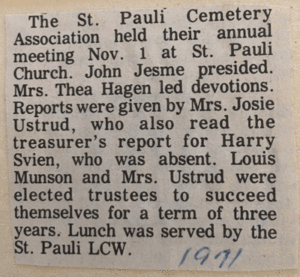 The St. Pauli Cemetery
Association held their annual
meeting Nov. 1 at St. Pauli
Church. John Jesme presided.
Mrs. Thea Hagen led devotions.
Reports were given by Mrs. Josie
Ustrud, who also read the
treasurer's report for Harry
Svien, who was absent. Louis
Munson and Mrs. Ustrud were
elected trustees to succeed
themselves for a term of three
years. Lunch was served by the
St. Pauli LCW.
1971